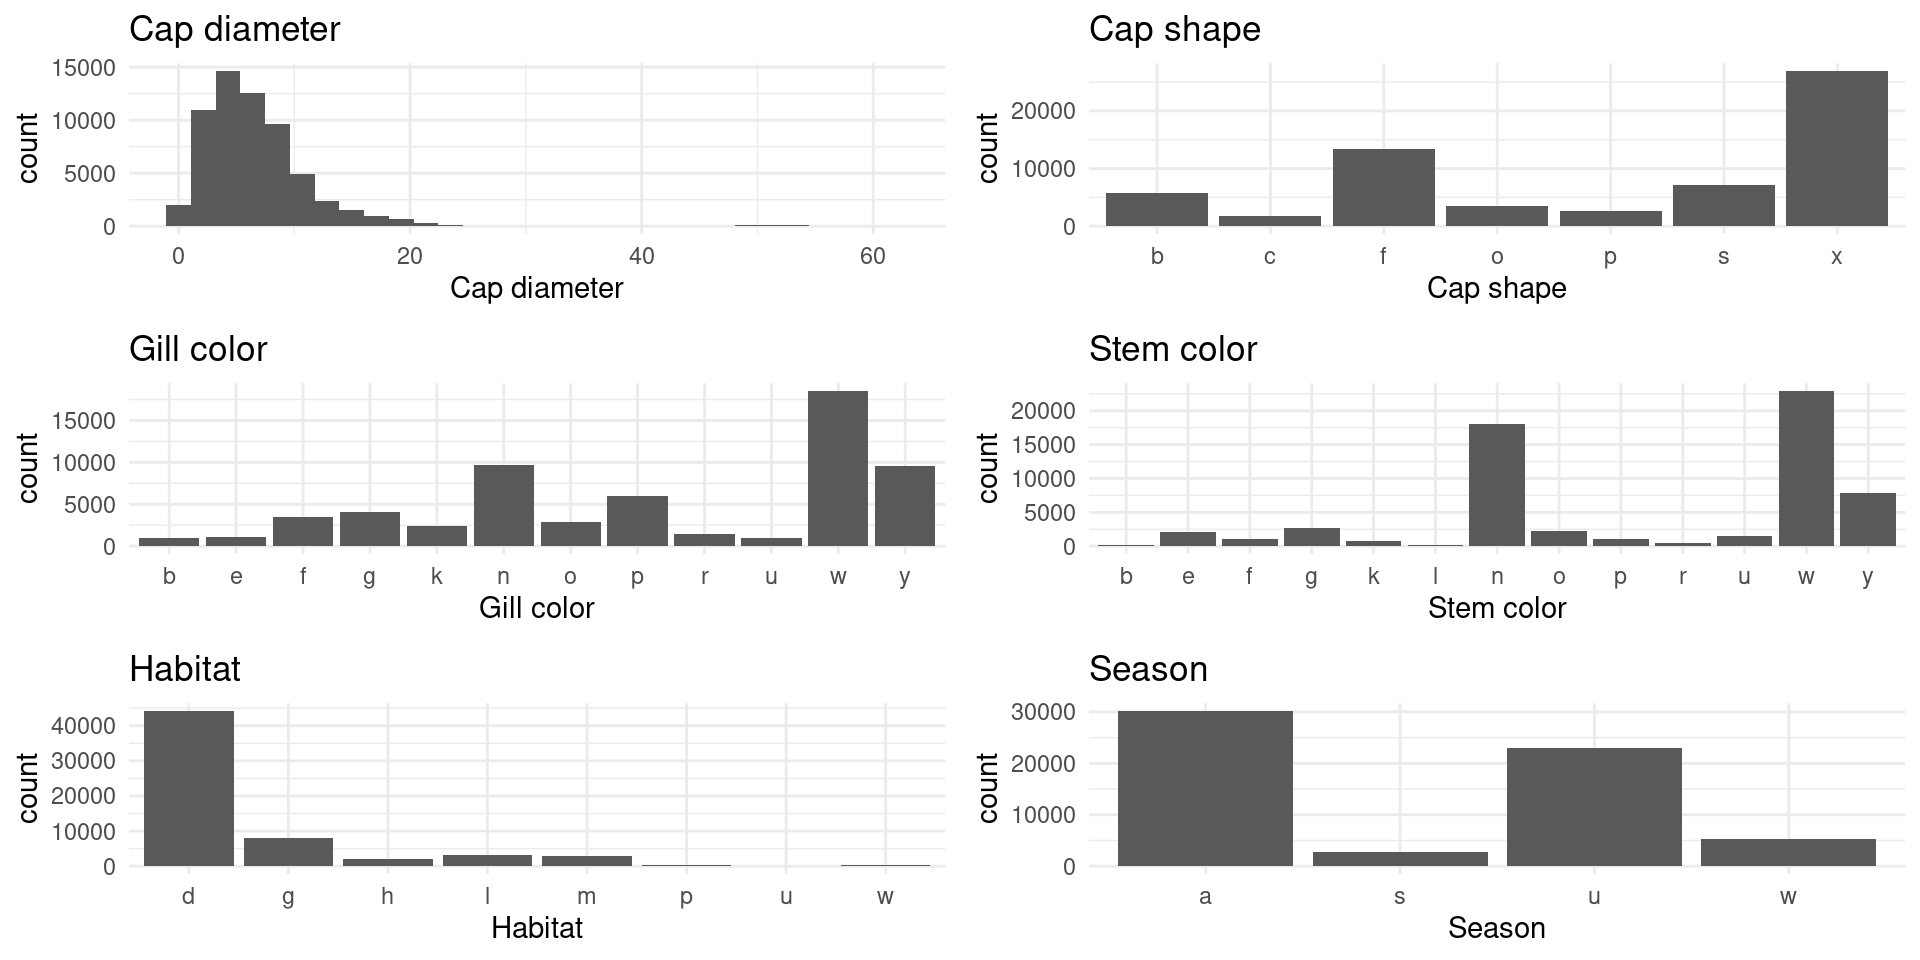 Cap diameter
count
15000
10000
5000
0
0 20 40 60
Cap diameter
Cap shape
count
20000
10000
0
b c f o p s x
Cap shape
Gill color
count
15000
10000
5000
0
b e f g k n o p r u w y
Gill color
Stem color
count
20000
15000
10000
5000
0
b e f g k l n o p r u w y
Stem color
Habitat
count
40000
30000
20000
10000
0
d g h l m p u w
Habitat
Season
count
30000
20000
10000
0
a s u w
Season